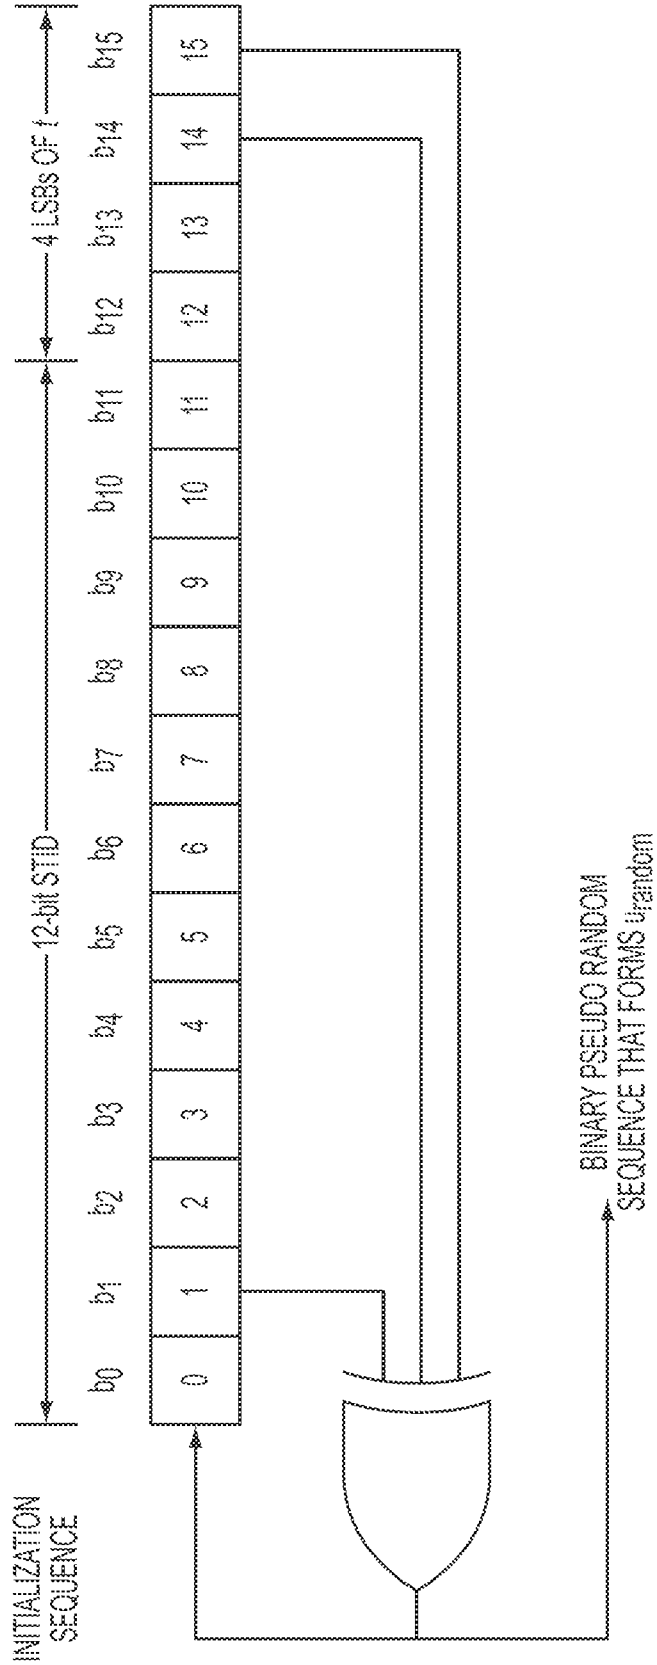 INITIALIZATION
SEQUENCE
12-bit STID
4 LSBs OF t
b0 b1 b2 b3 b4 b5 b6 b7 b8 b9 b10 b11 b12 b13 b14 b15
0 1 2 3 4 5 6 7 8 9 10 11 12 13 14 15
BINARY PSEUDO RANDOM
SEQUENCE THAT FORMS urandom